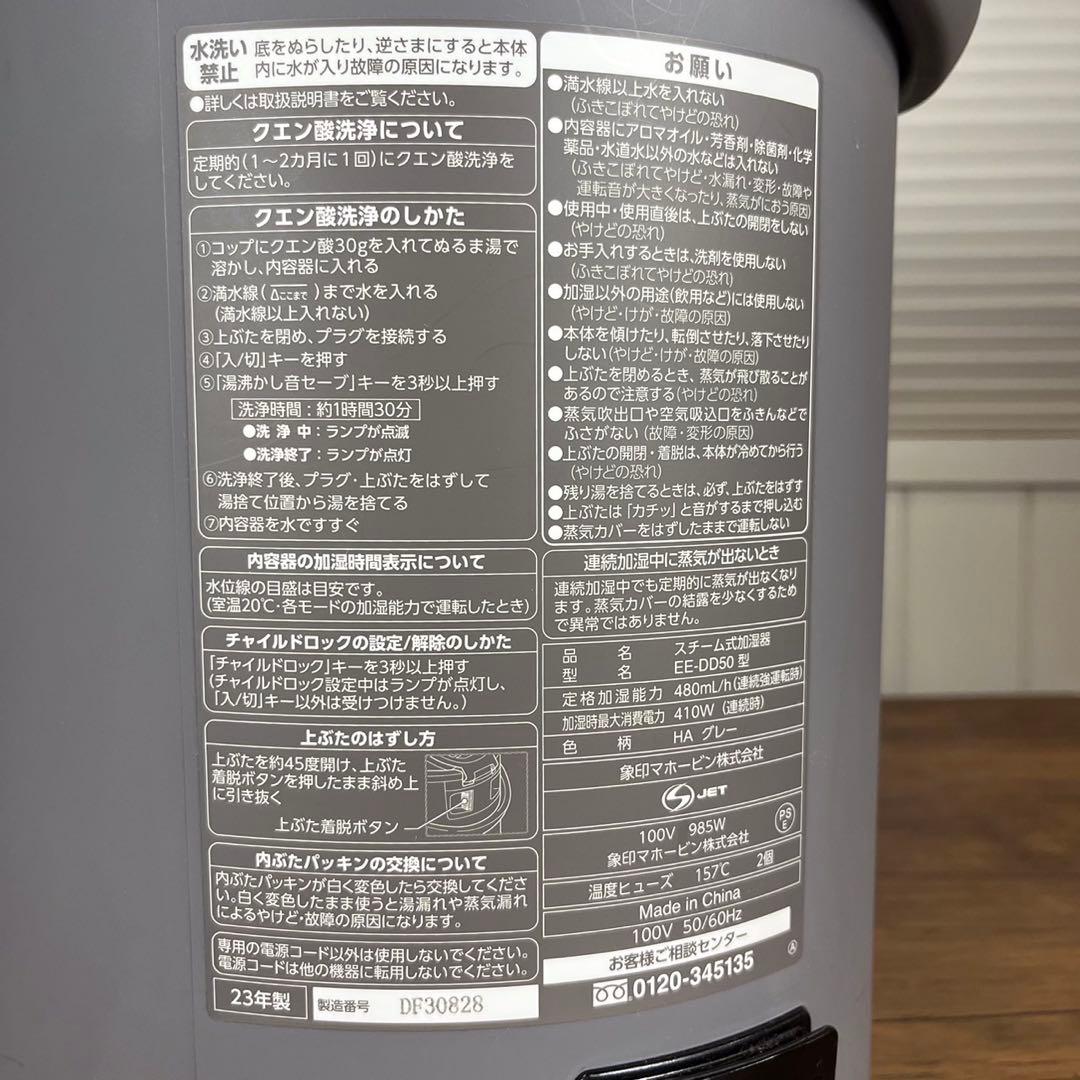 水洗い
禁止
底をぬらしたり、逆さまにすると本体
内に水が入り故障の原因になります。
●詳しくは取扱説明書をご覧ください。
クエン酸洗浄について
定期的(1〜2カ月に1回)にクエン酸洗浄を
してください。
クエン酸洗浄のしかた
①コップにクエン酸30gを入れてぬるま湯で
溶かし、内容器に入れる
②満水線(ここまで)まで水を入れる
(満水線以上入れない)
③上ぶたを閉め、プラグを接続する
④「入/切」キーを押す
⑤「湯沸かし音セーブ」キーを3秒以上押す
洗浄時間:約1時間30分
●洗浄中:ランプが点滅
●洗浄終了:ランプが点灯
⑥洗浄終了後、プラグ・上ぶたをはずして
湯捨て位置から湯を捨てる
⑦内容器を水ですすぐ
内容器の加湿時間表示について
水位線の目盛は目安です。
(室温20℃・各モードの加湿能力で運転したとき)
チャイルドロックの設定/解除のしかた
「チャイルドロック」キーを3秒以上押す
(チャイルドロック設定中はランプが点灯し、
「入/切」キー以外は受けつけません。)
上ぶたのはずし方
上ぶたを約45度開け、上ぶた
着脱ボタンを押したまま斜め上
に引き抜く
上ぶた着脱ボタン
内ぶたパッキンの交換について
内ぶたパッキンが白く変色したら交換してくださ
い。白く変色したまま使うと湯漏れや蒸気漏れ
によるやけど・故障の原因になります。
専用の電源コード以外は使用しないでください。
電源コードは他の機器に転用しないでください。
23年製
製造番号 DF30828
お願い
●満水線以上水を入れない
(ふきこぼれてやけどの恐れ)
●内容器にアロマオイル・芳香剤・除菌剤・化学
薬品・水道水以外の水などは入れない
(ふきこぼれてやけど・水漏れ・変形・故障や
運転音が大きくなったり、蒸気がにおう原因)
●使用中・使用直後は、上ぶたの開閉をしない
(やけどの恐れ)
●お手入れするときは、洗剤を使用しない
(ふきこぼれてやけどの恐れ)
●加湿以外の用途(飲用など)には使用しない
(やけど・けが・故障の原因)
●本体を傾けたり、転倒させたり、落下させたり
しない(やけど・けが・故障の原因)
●上ぶたを閉めるとき、蒸気が飛び散ることが
あるので注意する(やけどの恐れ)
●蒸気吹出口や空気吸込口をふきんなどで
ふさがない(故障・変形の原因)
●上ぶたの開閉・着脱は、本体が冷めてから行う
(やけどの恐れ)
●残り湯を捨てるときは、必ず、上ぶたをはずす
●上ぶたは「カチッ」と音がするまで押し込む
●蒸気カバーをはずしたままで運転しない
連続加湿中に蒸気が出ないとき
連続加湿中でも定期的に蒸気が出なくなり
ます。蒸気カバーの結露を少なくするため
で異常ではありません。
品名 スチーム式加湿器
型名 EE-DD50型
定格加湿能力 480mL/h(連続強運転時)
加湿時最大消費電力 410W(連続時)
色柄 HA グレー
象印マホービン株式会社
JET
100V 985W
PSE
象印マホービン株式会社
温度ヒューズ 157℃ 2個
Made in China
100V 50/60Hz
お客様ご相談センター
0120-345135
Ⓐ